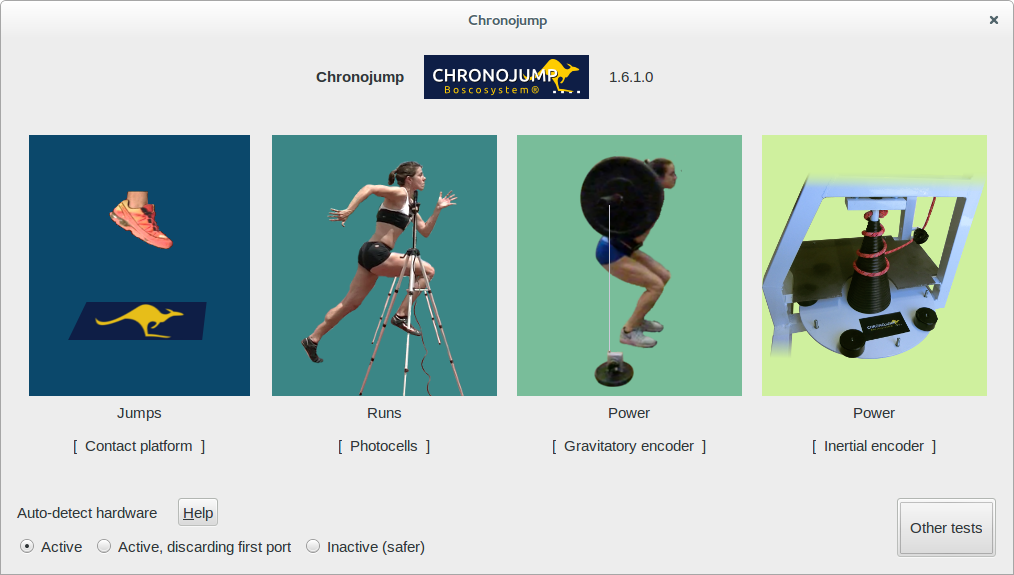 Chronojump
Chronojump
CHRONOJUMP
Boscosystem®
1.6.1.0
CHRONOJUMP
Jumps
Runs
Power
Power
[ Contact platform ]
[ Photocells ]
[ Gravitatory encoder ]
[ Inertial encoder ]
Auto-detect hardware
Help
Active
Active, discarding first port
Inactive (safer)
Other tests